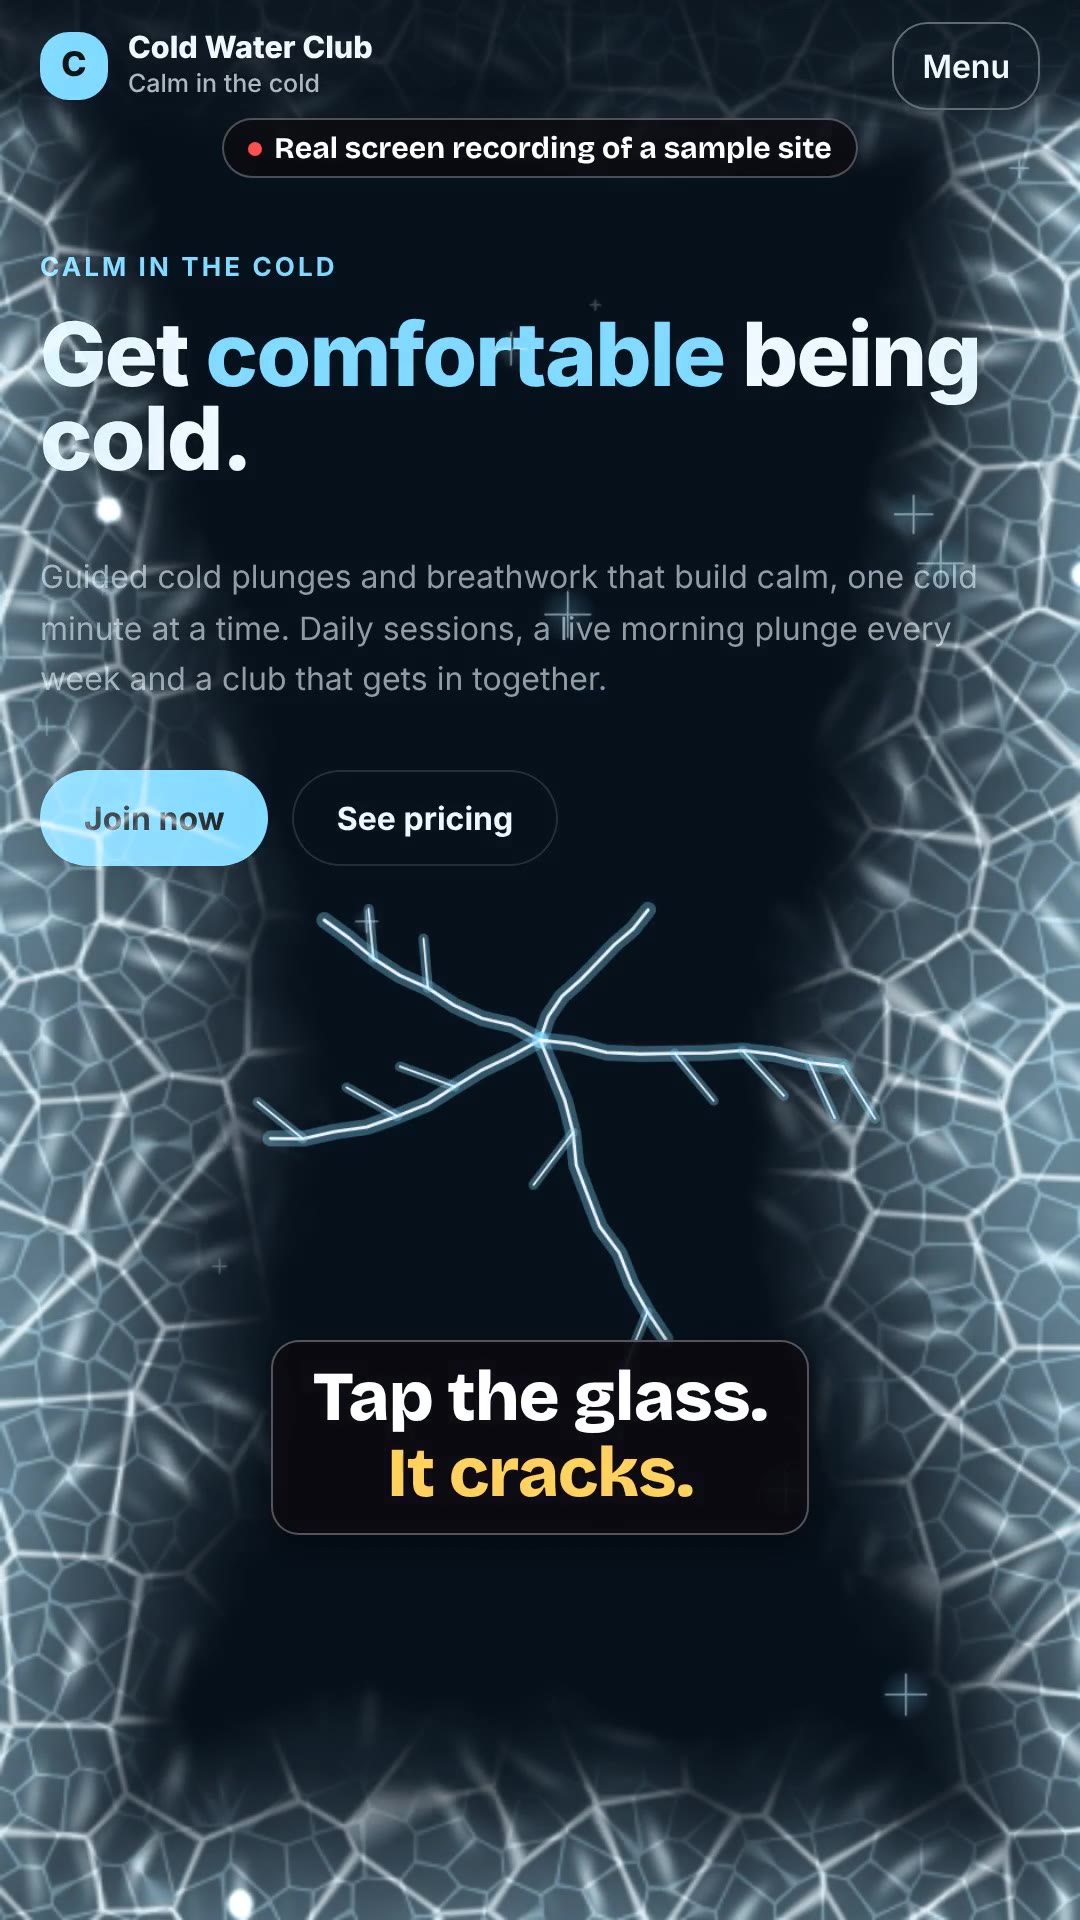 C
Cold Water Club
Calm in the cold
Menu
Real screen recording of a sample site
CALM IN THE COLD
Get comfortable being
cold.
Guided cold plunges and breathwork that build calm, one cold
minute at a time. Daily sessions, a live morning plunge every
week and a club that gets in together.
Join now
See pricing
Tap the glass.
It cracks.